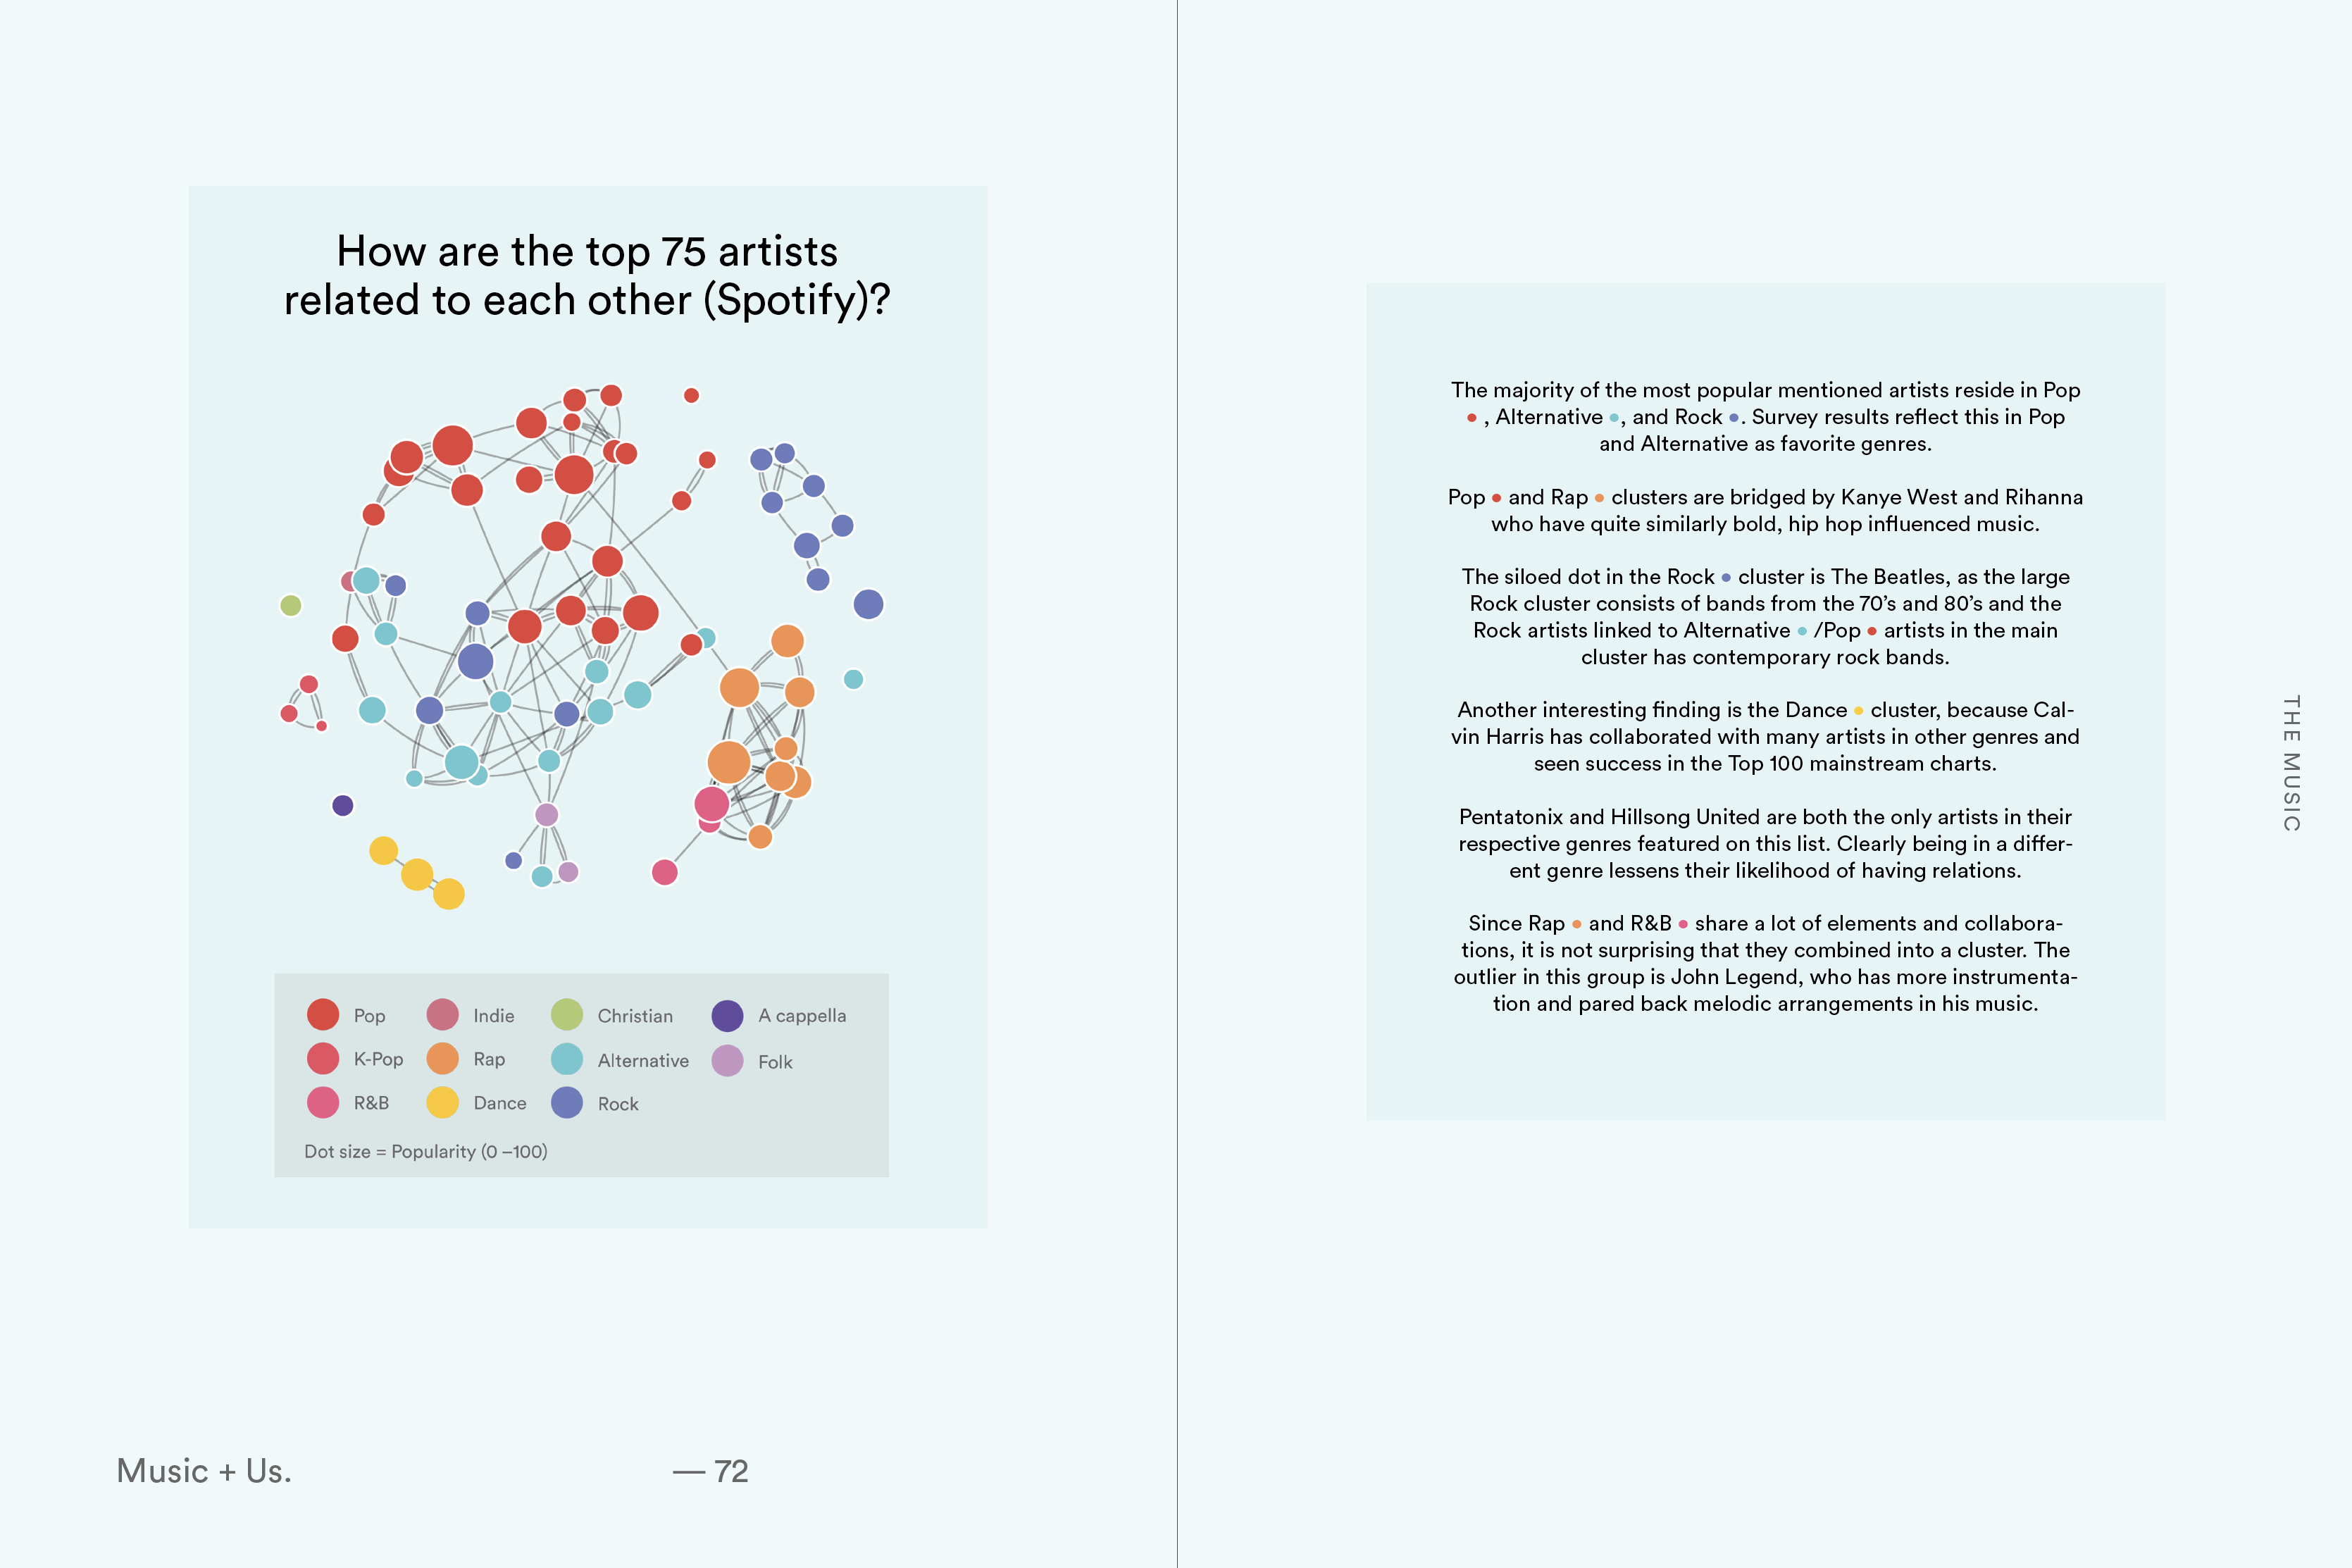 How are the top 75 artists
related to each other (Spotify)?
Pop
Indie
Christian
A cappella
K-Pop
Rap
Alternative
Folk
R&B
Dance
Rock
Dot size = Popularity (0 –100)
Music + Us.
— 72
The majority of the most popular mentioned artists reside in Pop
● , Alternative ●, and Rock ●. Survey results reflect this in Pop
and Alternative as favorite genres.
Pop ● and Rap ● clusters are bridged by Kanye West and Rihanna
who have quite similarly bold, hip hop influenced music.
The siloed dot in the Rock ● cluster is The Beatles, as the large
Rock cluster consists of bands from the 70’s and 80’s and the
Rock artists linked to Alternative ● /Pop ● artists in the main
cluster has contemporary rock bands.
Another interesting finding is the Dance ● cluster, because Cal-
vin Harris has collaborated with many artists in other genres and
seen success in the Top 100 mainstream charts.
Pentatonix and Hillsong United are both the only artists in their
respective genres featured on this list. Clearly being in a differ-
ent genre lessens their likelihood of having relations.
Since Rap ● and R&B ● share a lot of elements and collabora-
tions, it is not surprising that they combined into a cluster. The
outlier in this group is John Legend, who has more instrumenta-
tion and pared back melodic arrangements in his music.
THE MUSIC